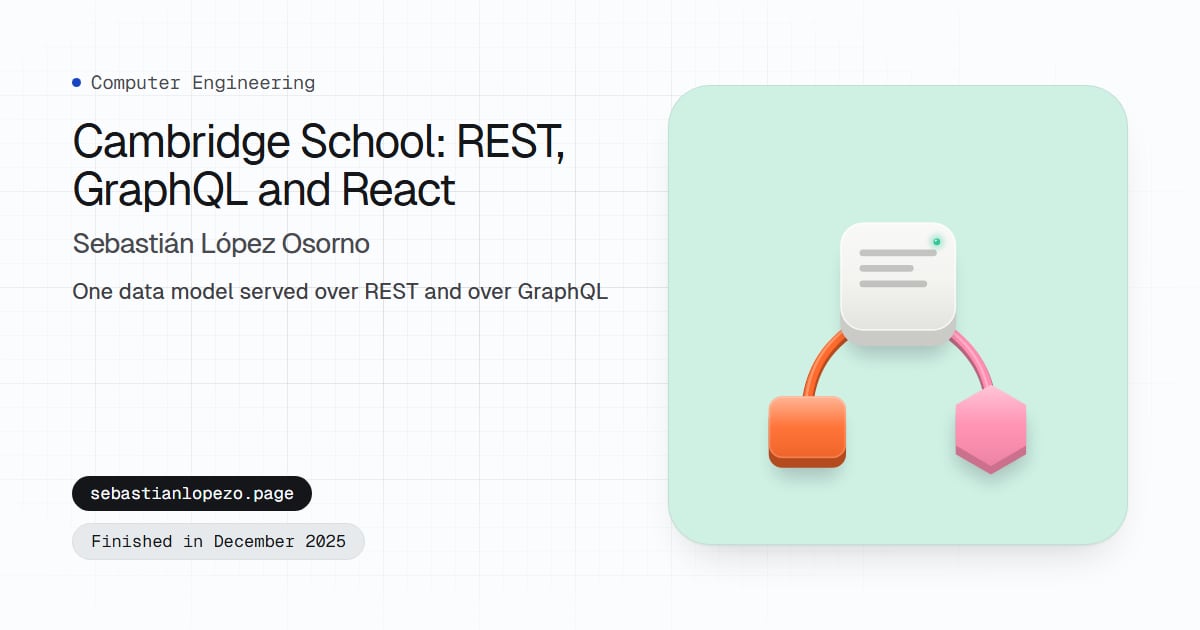 Computer Engineering
Cambridge School: REST,
GraphQL and React
Sebastián López Osorno
One data model served over REST and over GraphQL
sebastianlopezo.page
Finished in December 2025